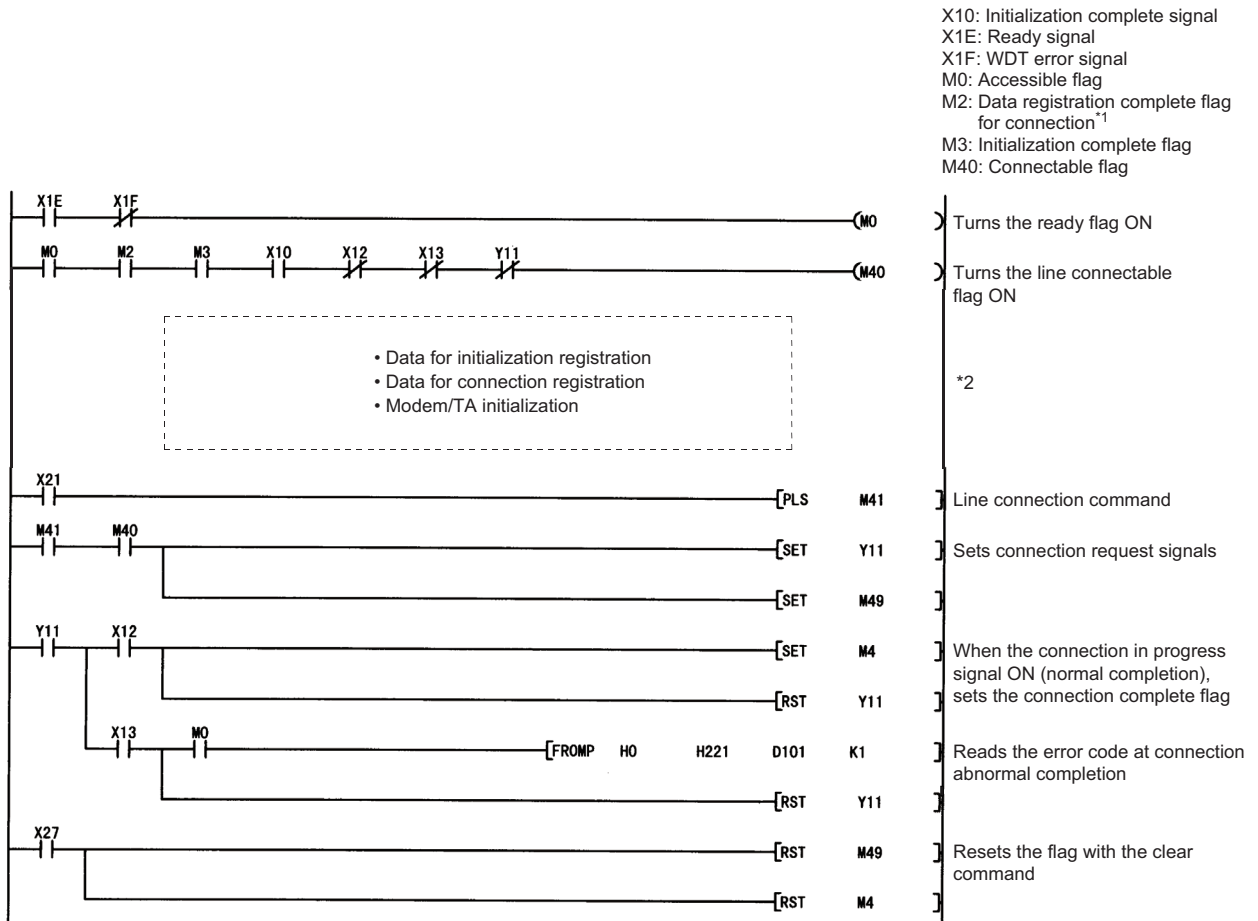 X10: Initialization complete signal
X1E: Ready signal
X1F: WDT error signal
M0: Accessible flag
M2: Data registration complete flag
for connection*1
M3: Initialization complete flag
M40: Connectable flag
X1E X1F
(M0 ) Turns the ready flag ON
M0 M2 M3 X10 X12 X13 Y11
(M40 ) Turns the line connectable
flag ON
• Data for initialization registration
• Data for connection registration
• Modem/TA initialization
*2
X21
[PLS M41 ] Line connection command
M41 M40
[SET Y11 ] Sets connection request signals
[SET M49 ]
Y11 X12
[SET M4 ] When the connection in progress
signal ON (normal completion),
[RST Y11 ] sets the connection complete flag
X13 M0
[FROMP H0 H221 D101 K1 ] Reads the error code at connection
abnormal completion
[RST Y11 ]
X27
[RST M49 ] Resets the flag with the clear
command
[RST M4 ]